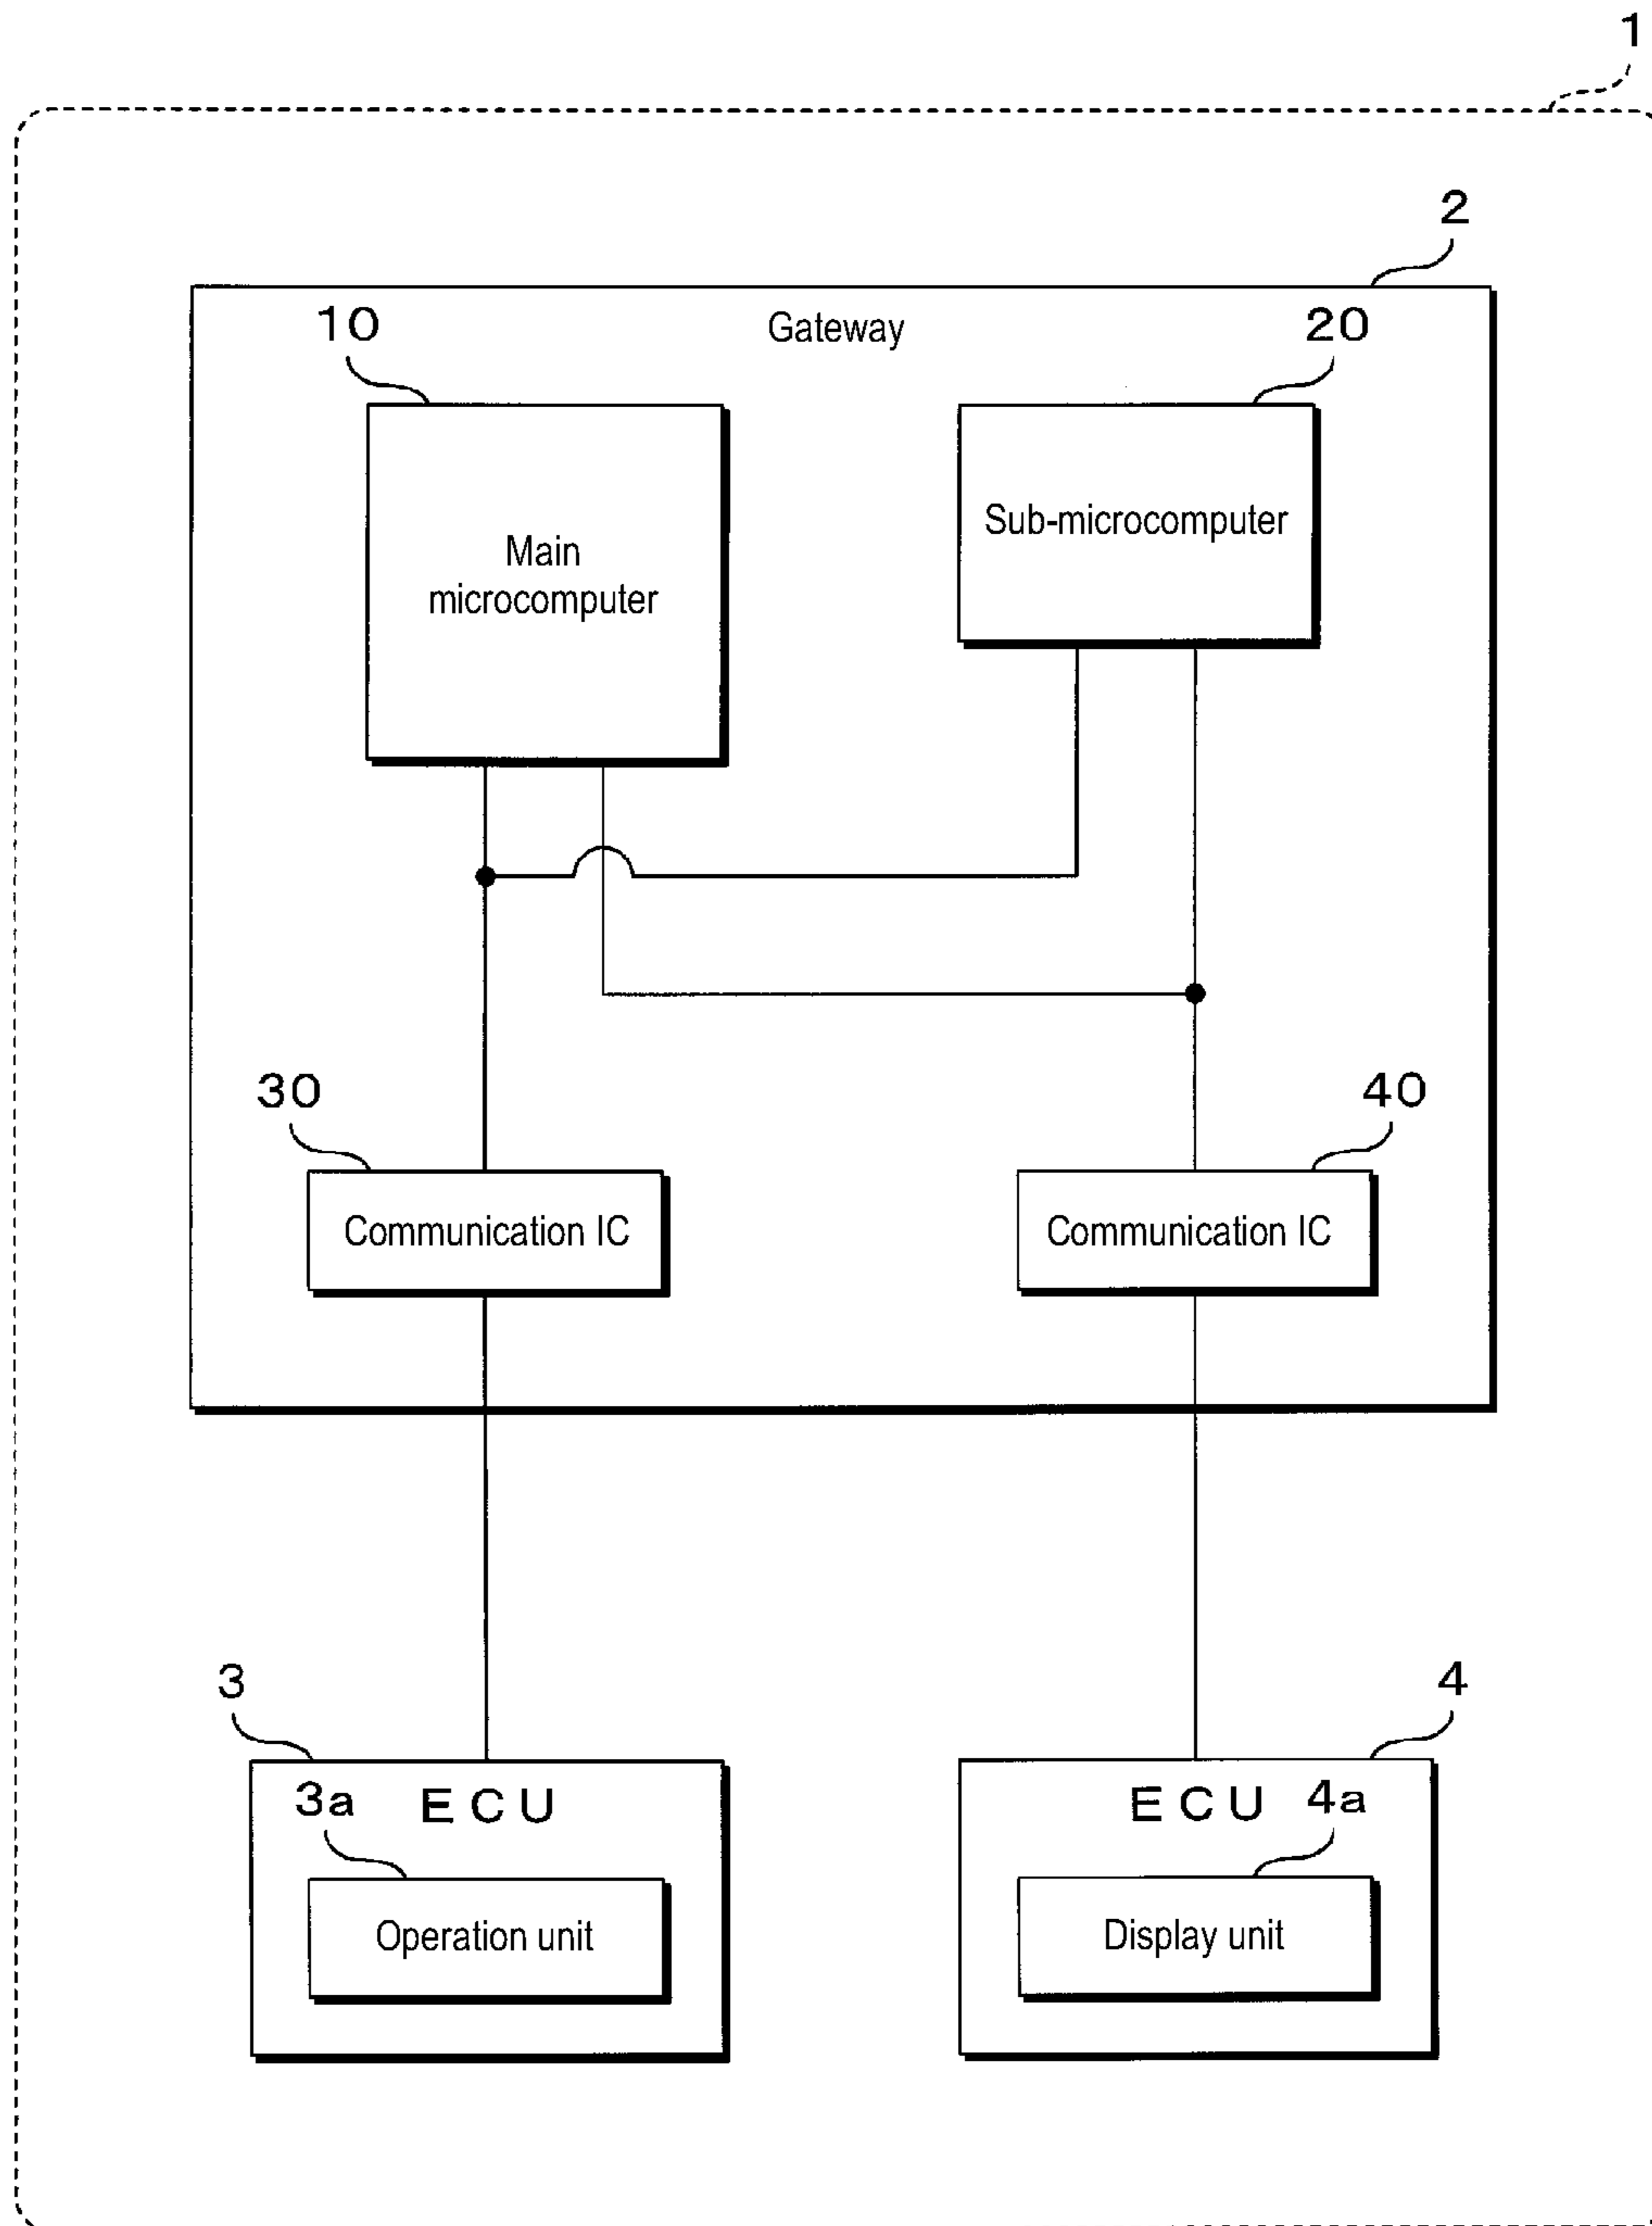 1
2
10
Gateway
20
Main
microcomputer
Sub-microcomputer
30
40
Communication IC
Communication IC
3
4
3a
ECU
ECU
4a
Operation unit
Display unit